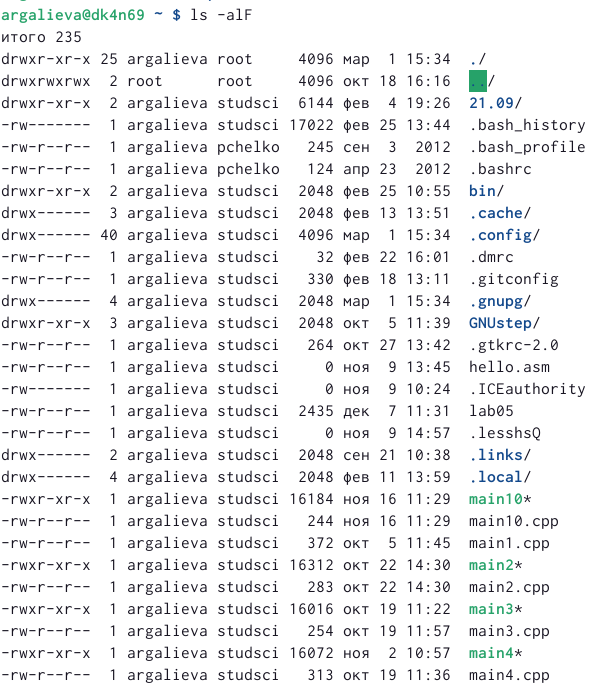 argalieva@dk4n69 ~ $ ls -alF
итого 235
drwxr-xr-x 25 argalieva root     4096 мар  1 15:34 ./
drwxrwxrwx  2 root      root     4096 окт 18 16:16 ../
drwxr-xr-x  2 argalieva studsci  6144 фев  4 19:26 21.09/
-rw-------  1 argalieva studsci 17022 фев 25 13:44 .bash_history
-rw-r--r--  1 argalieva pchelko   245 сен  3  2012 .bash_profile
-rw-r--r--  1 argalieva pchelko   124 апр 23  2012 .bashrc
drwxr-xr-x  2 argalieva studsci  2048 фев 25 10:55 bin/
drwx------  3 argalieva studsci  2048 фев 13 13:51 .cache/
drwx------ 40 argalieva studsci  4096 мар  1 15:34 .config/
-rw-r--r--  1 argalieva studsci    32 фев 22 16:01 .dmrc
-rw-r--r--  1 argalieva studsci   330 фев 18 13:11 .gitconfig
drwx------  4 argalieva studsci  2048 мар  1 15:34 .gnupg/
drwxr-xr-x  3 argalieva studsci  2048 окт  5 11:39 GNUstep/
-rw-r--r--  1 argalieva studsci   264 окт 27 13:42 .gtkrc-2.0
-rw-r--r--  1 argalieva studsci     0 ноя  9 13:45 hello.asm
-rw-------  1 argalieva studsci     0 ноя  9 10:24 .ICEauthority
-rw-r--r--  1 argalieva studsci  2435 дек  7 11:31 lab05
-rw-r--r--  1 argalieva studsci     0 ноя  9 14:57 .lesshsQ
drwx------  2 argalieva studsci  2048 сен 21 10:38 .links/
drwx------  4 argalieva studsci  2048 фев 11 13:59 .local/
-rwxr-xr-x  1 argalieva studsci 16184 ноя 16 11:29 main10*
-rw-r--r--  1 argalieva studsci   244 ноя 16 11:29 main10.cpp
-rw-r--r--  1 argalieva studsci   372 окт  5 11:45 main1.cpp
-rwxr-xr-x  1 argalieva studsci 16312 окт 22 14:30 main2*
-rw-r--r--  1 argalieva studsci   283 окт 22 14:30 main2.cpp
-rwxr-xr-x  1 argalieva studsci 16016 окт 19 11:22 main3*
-rw-r--r--  1 argalieva studsci   254 окт 19 11:57 main3.cpp
-rwxr-xr-x  1 argalieva studsci 16072 ноя  2 10:57 main4*
-rw-r--r--  1 argalieva studsci   313 окт 19 11:36 main4.cpp